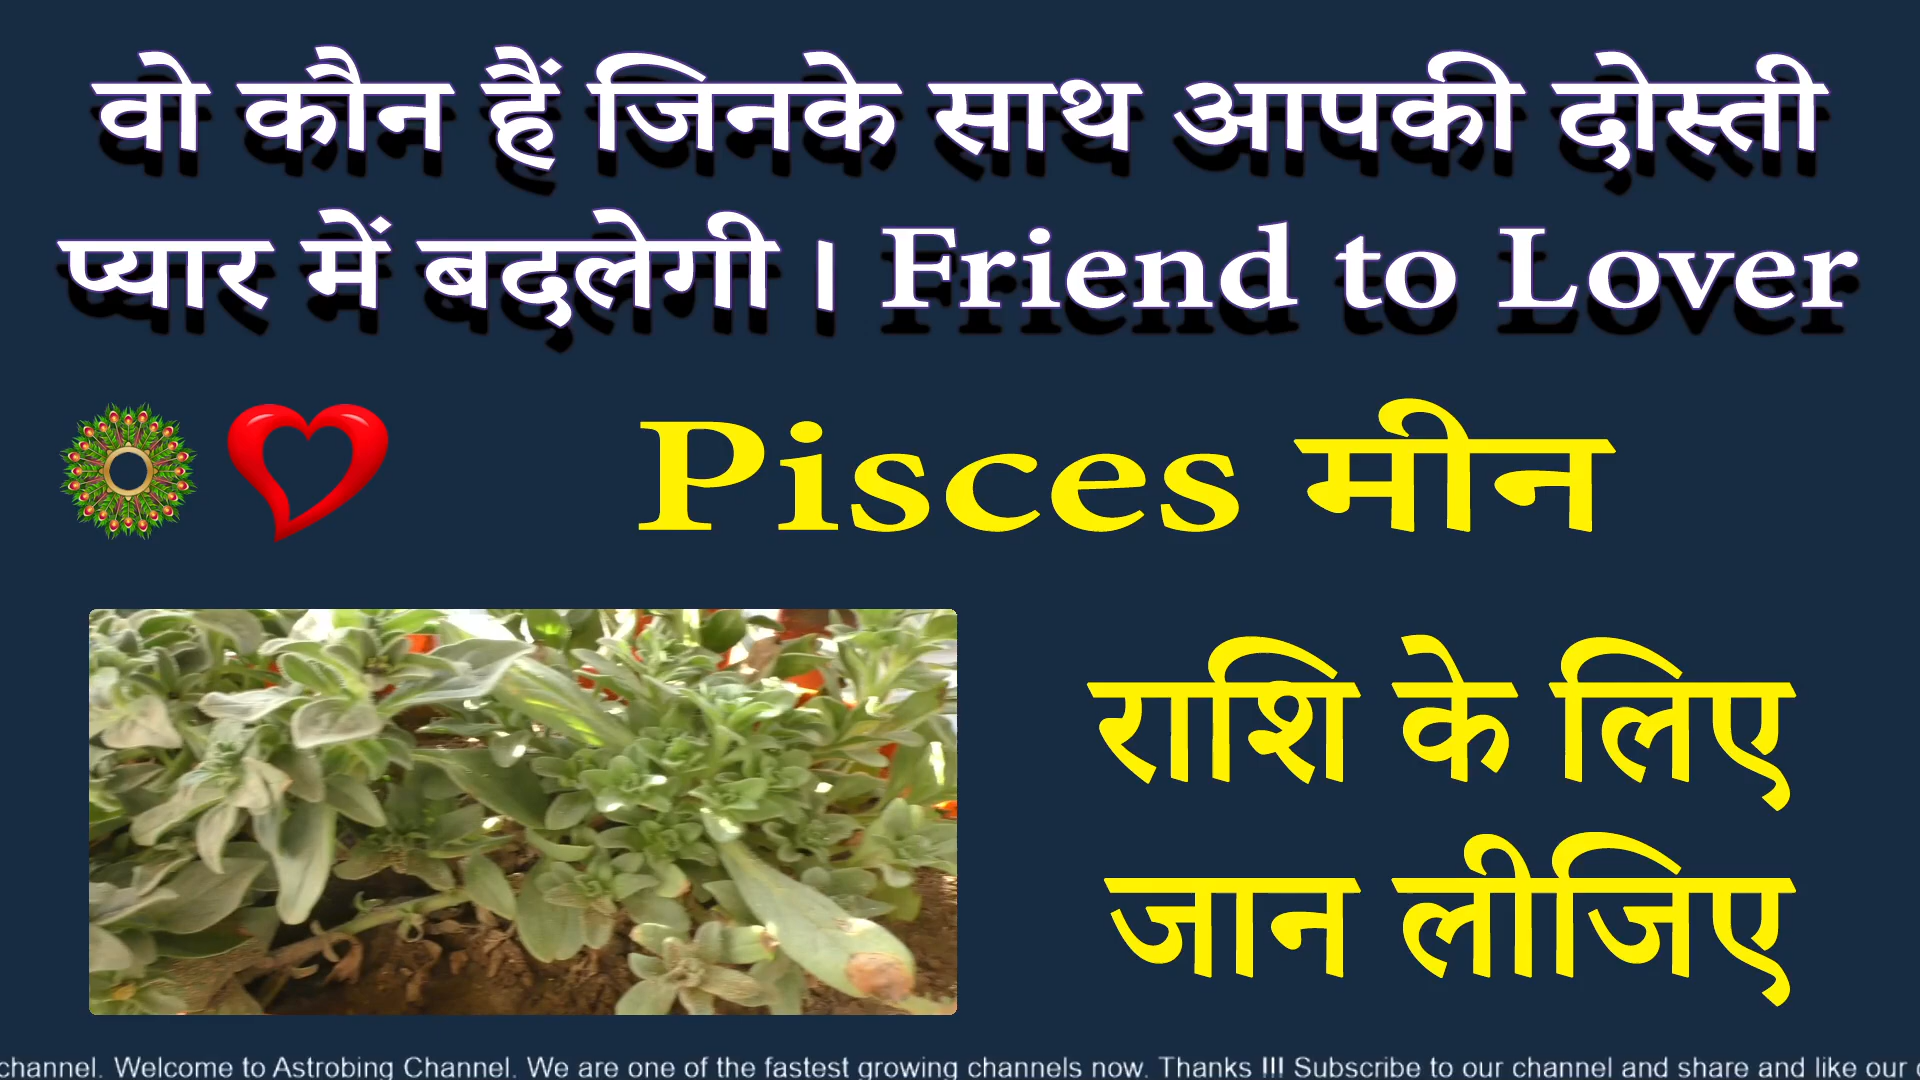 वो कौन हैं जिनके साथ आपकी दोस्ती
प्यार में बदलेगी । Friend to Lover
Pisces मीन
राशि के लिए
जान लीजिए
channel. Welcome to Astrobing Channel. We are one of the fastest growing channels now. Thanks !!! Subscribe to our channel and share and like our